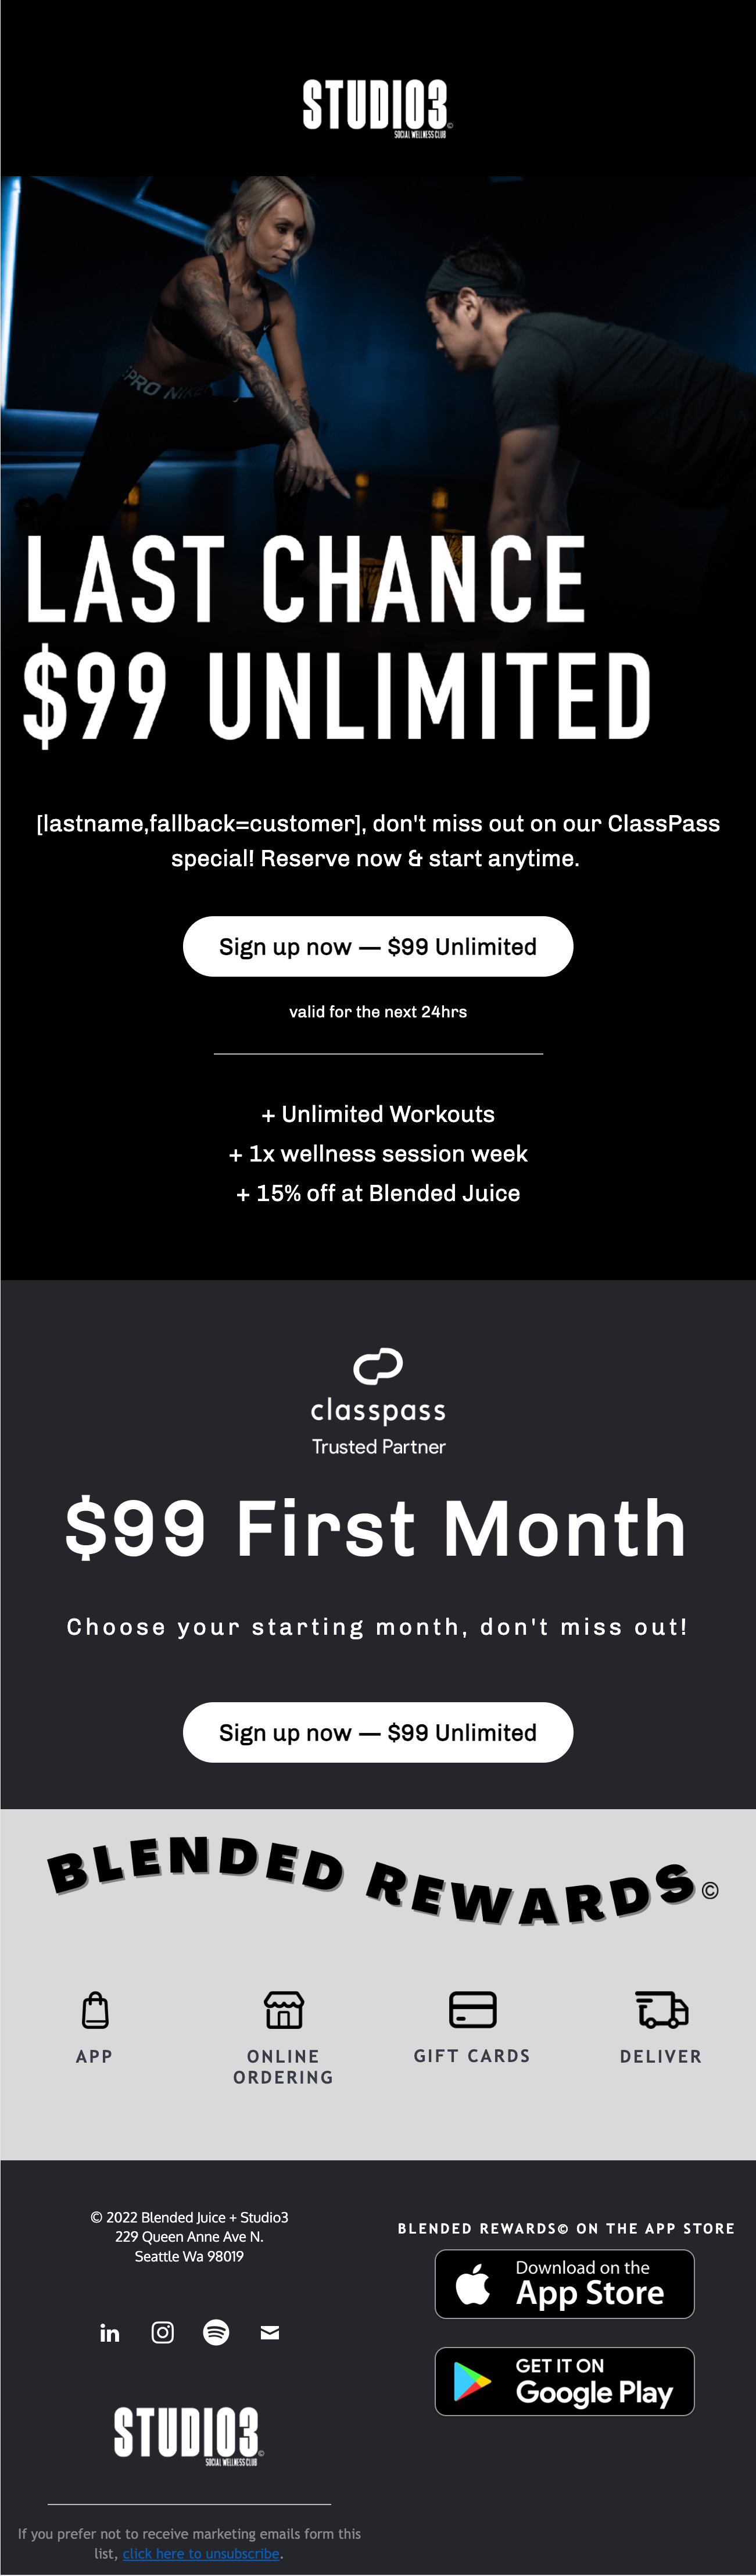 STUDIO3©
SOCIAL WELLNESS CLUB
PRO NIKE
LAST CHANCE
$99 UNLIMITED
[lastname,fallback=customer], don't miss out on our ClassPass
special! Reserve now & start anytime.
Sign up now — $99 Unlimited
valid for the next 24hrs
+ Unlimited Workouts
+ 1x wellness session week
+ 15% off at Blended Juice
classpass
Trusted Partner
$99 First Month
Choose your starting month, don't miss out!
Sign up now — $99 Unlimited
BLENDED REWARDS©
APP
ONLINE
ORDERING
GIFT CARDS
DELIVER
© 2022 Blended Juice + Studio3
229 Queen Anne Ave N.
Seattle Wa 98019
in
STUDIO3©
SOCIAL WELLNESS CLUB
If you prefer not to receive marketing emails form this
list, click here to unsubscribe.
BLENDED REWARDS© ON THE APP STORE
Download on the
App Store
GET IT ON
Google Play